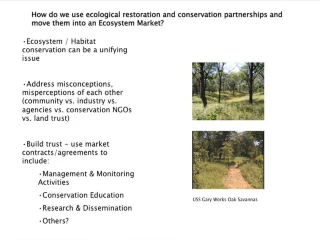 How do we use ecological restoration and conservation partnerships and
move them into an Ecosystem Market?
•Ecosystem / Habitat
conservation can be a unifying
issue
•Address misconceptions,
misperceptions of each other
(community vs. industry vs.
agencies vs. conservation NGOs
vs. land trust)
•Build trust – use market
contracts/agreements to
include:
•Management & Monitoring
Activities
•Conservation Education
•Research & Dissemination
•Others?
USS Gary Works Oak Savannas